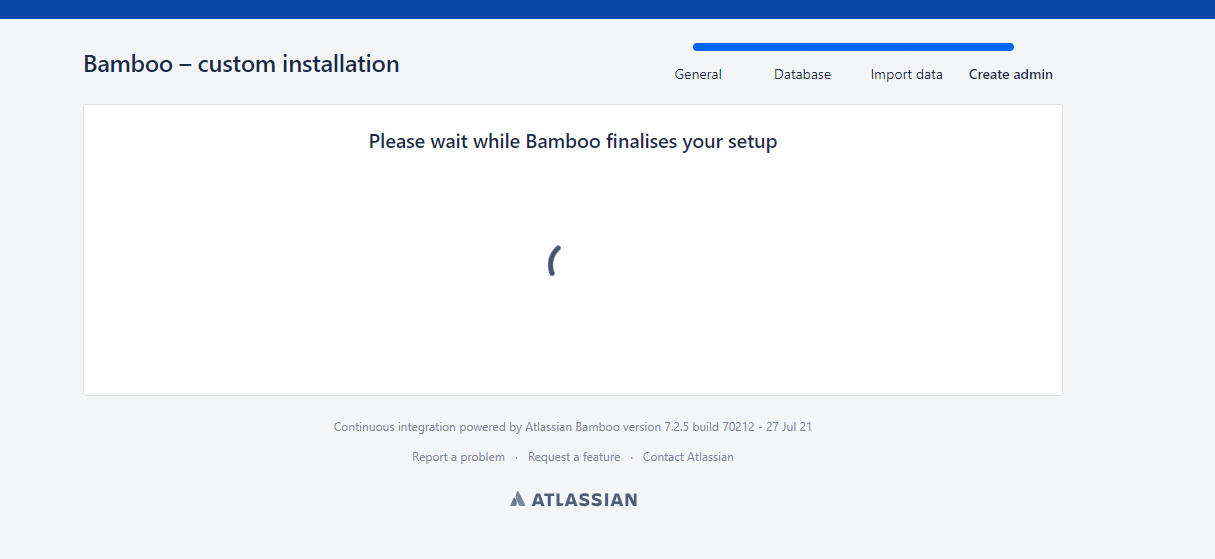 Bamboo – custom installation
General Database Import data Create admin
Please wait while Bamboo finalises your setup
Continuous integration powered by Atlassian Bamboo version 7.2.5 build 70212 - 27 Jul 21
Report a problem · Request a feature · Contact Atlassian
ATLASSIAN